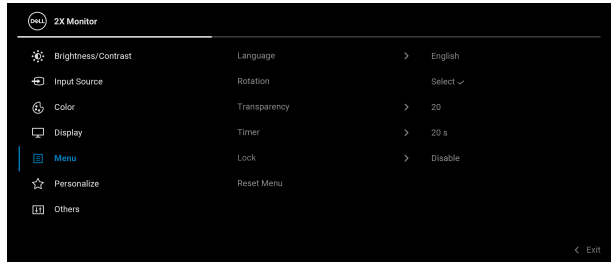 DELL 2X Monitor
Brightness/Contrast Language > English
Input Source Rotation Select ✓
Color Transparency > 20
Display Timer > 20 s
Menu Lock > Disable
Personalize Reset Menu
Others
< Exit